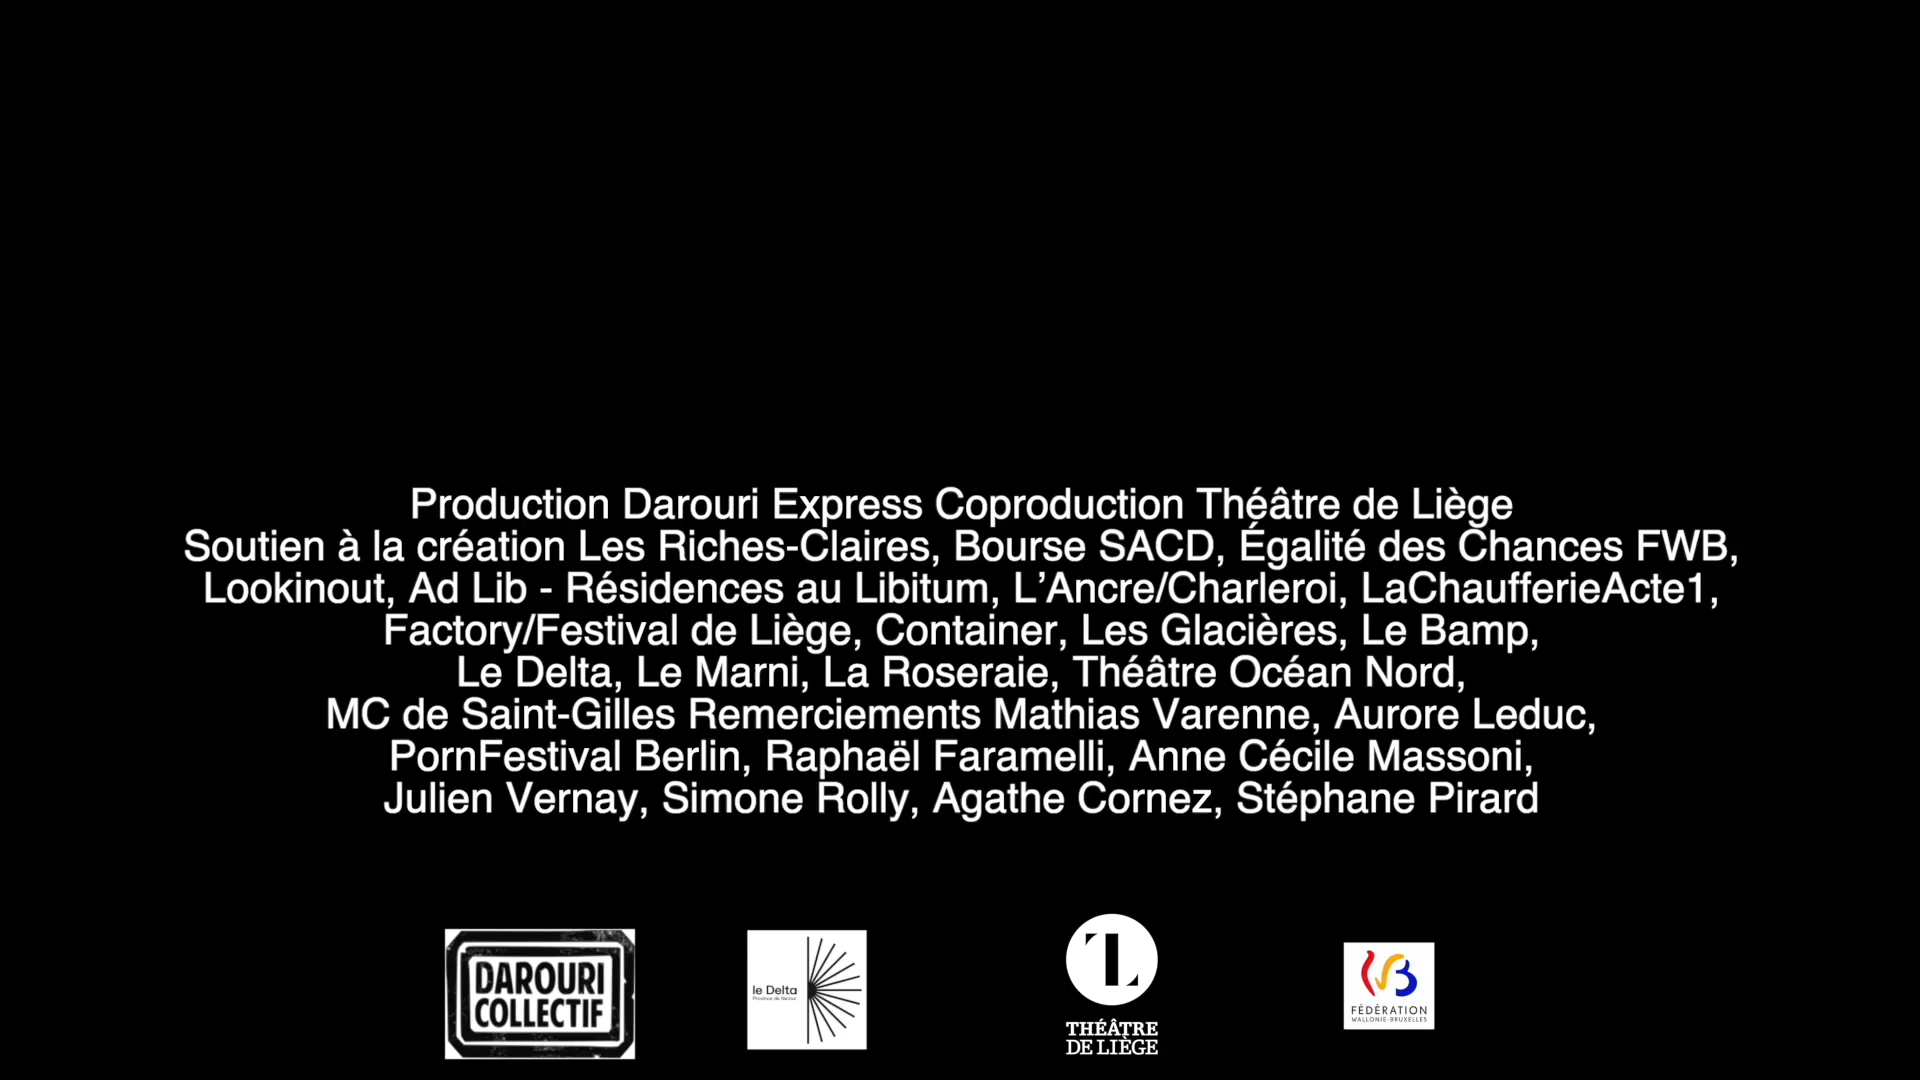 Production Darouri Express Coproduction Théâtre de Liège
Soutien à la création Les Riches-Claires, Bourse SACD, Égalité des Chances FWB,
Lookinout, Ad Lib - Résidences au Libitum, L’Ancre/Charleroi, LaChaufferieActe1,
Factory/Festival de Liège, Container, Les Glacières, Le Bamp,
Le Delta, Le Marni, La Roseraie, Théâtre Océan Nord,
MC de Saint-Gilles Remerciements Mathias Varenne, Aurore Leduc,
PornFestival Berlin, Raphaël Faramelli, Anne Cécile Massoni,
Julien Vernay, Simone Rolly, Agathe Cornez, Stéphane Pirard
DAROURI
COLLECTIF
le Delta
Province de Namur
TL
THÉÂTRE
DE LIÈGE
FÉDÉRATION
WALLONIE-BRUXELLES